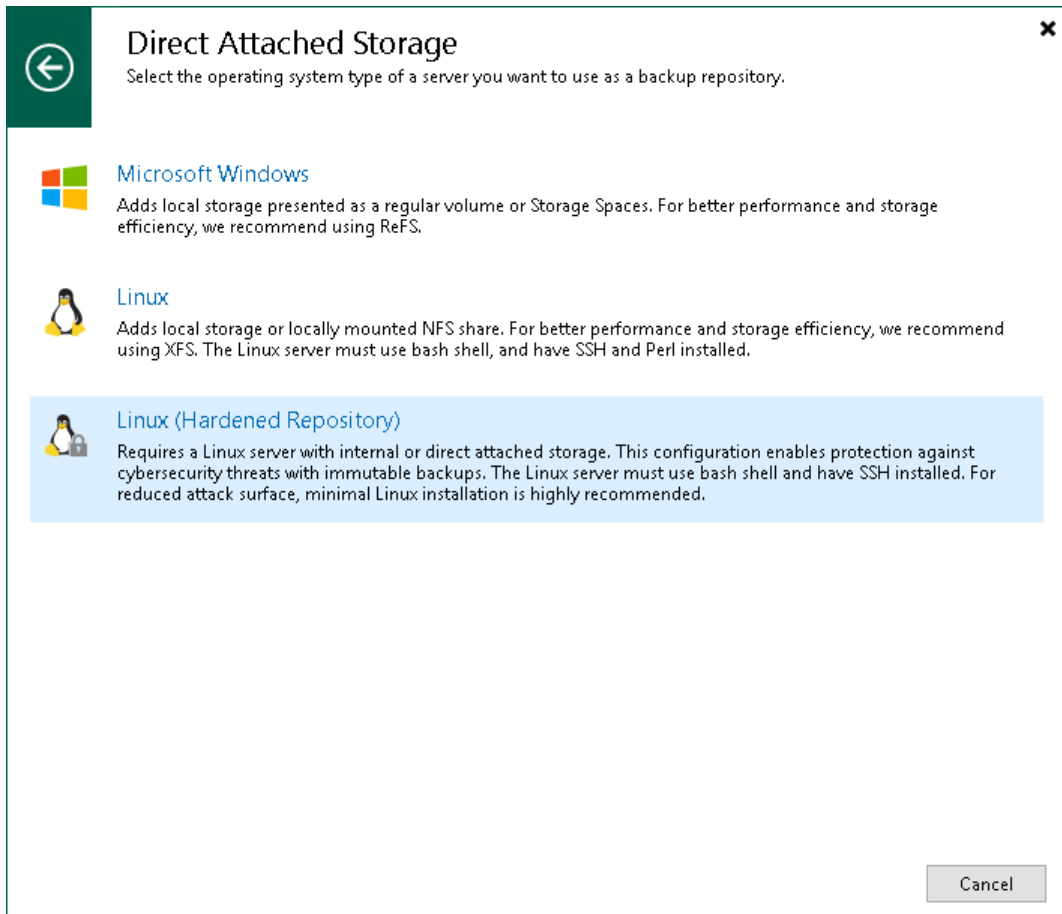 Direct Attached Storage
Select the operating system type of a server you want to use as a backup repository.
Microsoft Windows
Adds local storage presented as a regular volume or Storage Spaces. For better performance and storage
efficiency, we recommend using ReFS.
Linux
Adds local storage or locally mounted NFS share. For better performance and storage efficiency, we recommend
using XFS. The Linux server must use bash shell, and have SSH and Perl installed.
Linux (Hardened Repository)
Requires a Linux server with internal or direct attached storage. This configuration enables protection against
cybersecurity threats with immutable backups. The Linux server must use bash shell and have SSH installed. For
reduced attack surface, minimal Linux installation is highly recommended.
Cancel